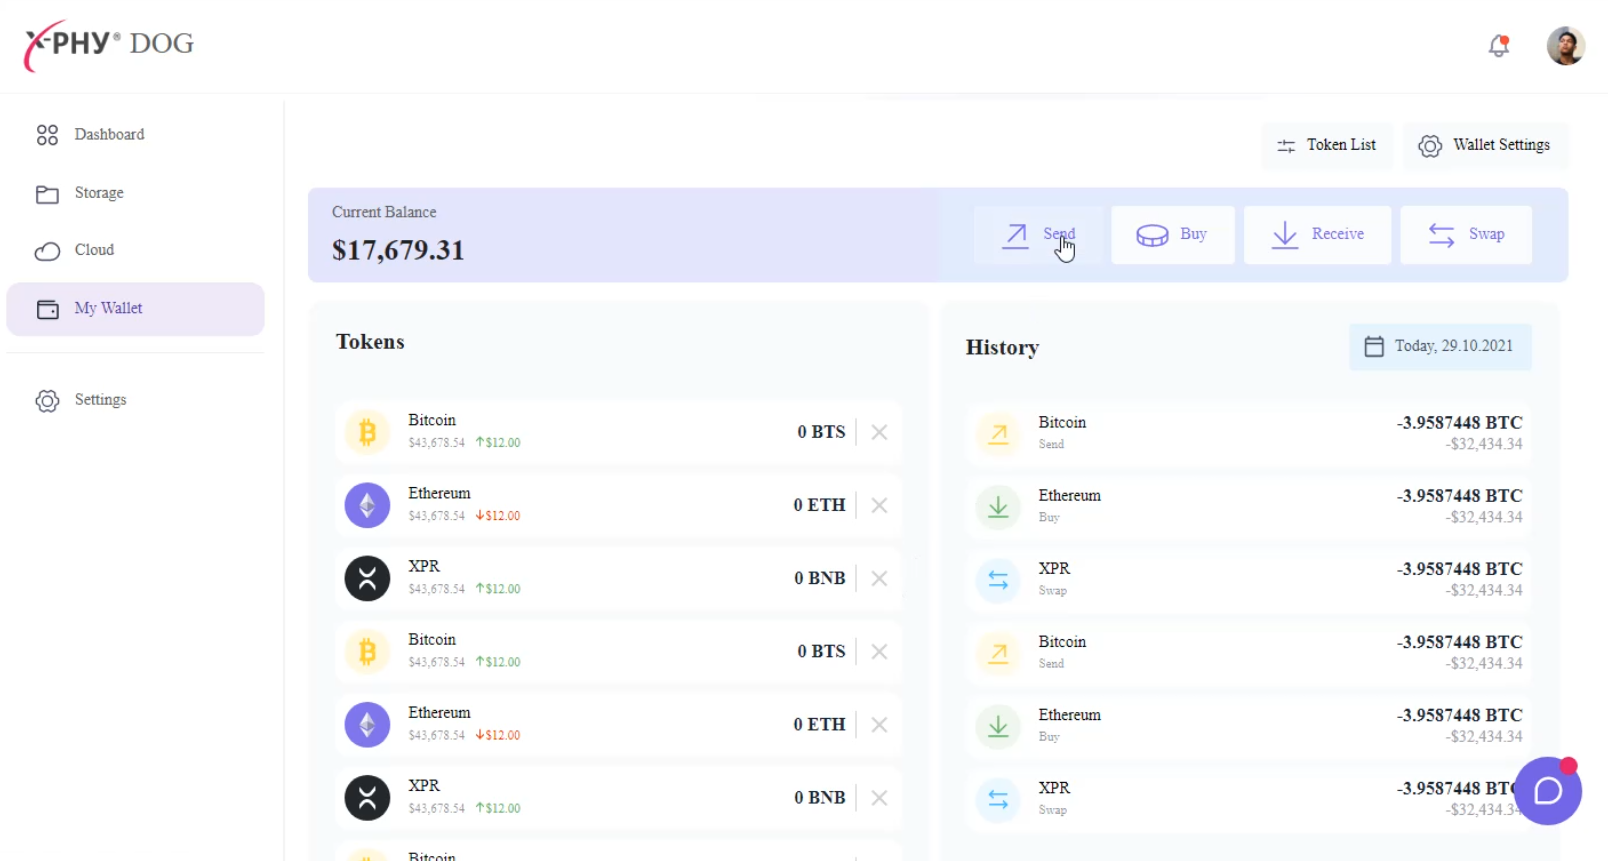 X-PHY® DOG
Dashboard
Storage
Cloud
My Wallet
Settings
Token List
Wallet Settings
Current Balance
$17,679.31
Send
Buy
Receive
Swap
Tokens
Bitcoin
$43,678.54 ↑$12.00
0 BTS
Ethereum
$43,678.54 ↓$12.00
0 ETH
XPR
$43,678.54 ↑$12.00
0 BNB
Bitcoin
$43,678.54 ↑$12.00
0 BTS
Ethereum
$43,678.54 ↓$12.00
0 ETH
XPR
$43,678.54 ↑$12.00
0 BNB
Bitcoin
History
Today, 29.10.2021
Bitcoin
Send
-3.9587448 BTC
-$32,434.34
Ethereum
Buy
-3.9587448 BTC
-$32,434.34
XPR
Swap
-3.9587448 BTC
-$32,434.34
Bitcoin
Send
-3.9587448 BTC
-$32,434.34
Ethereum
Buy
-3.9587448 BTC
-$32,434.34
XPR
Swap
-3.9587448 BTC
-$32,434.34